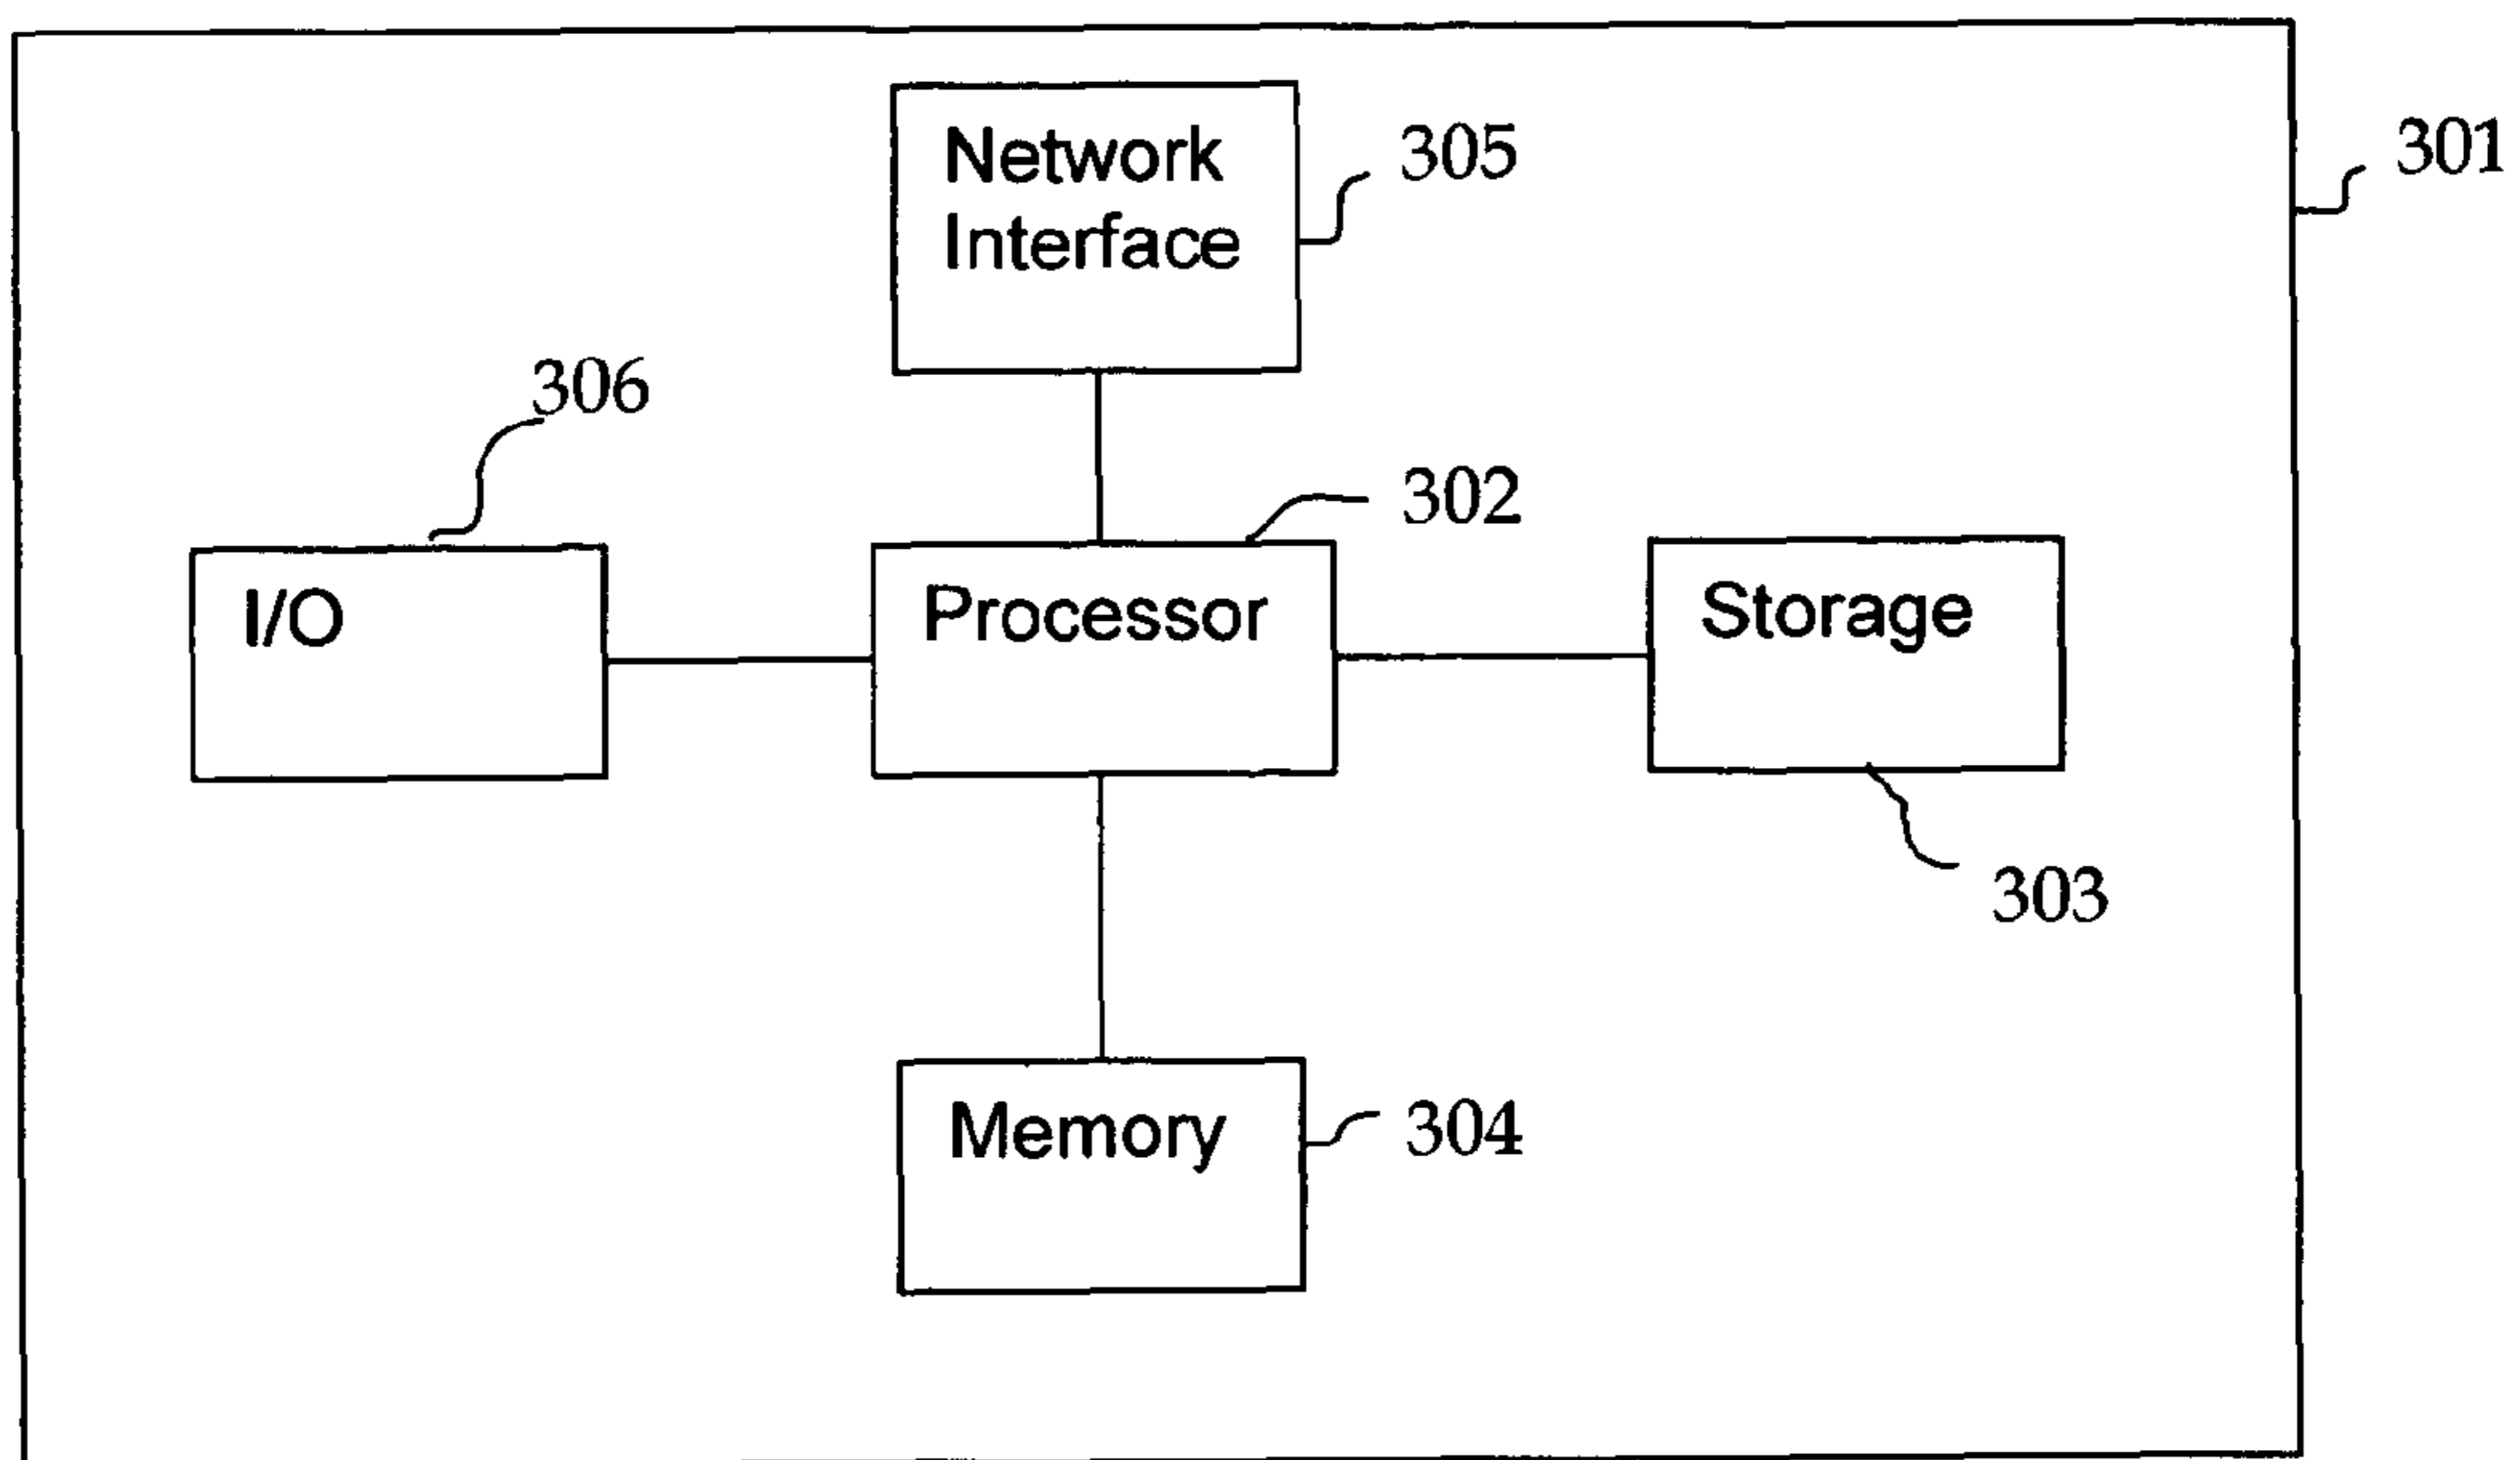 Network
Interface
305
301
306
302
I/O
Processor
Storage
303
Memory
304